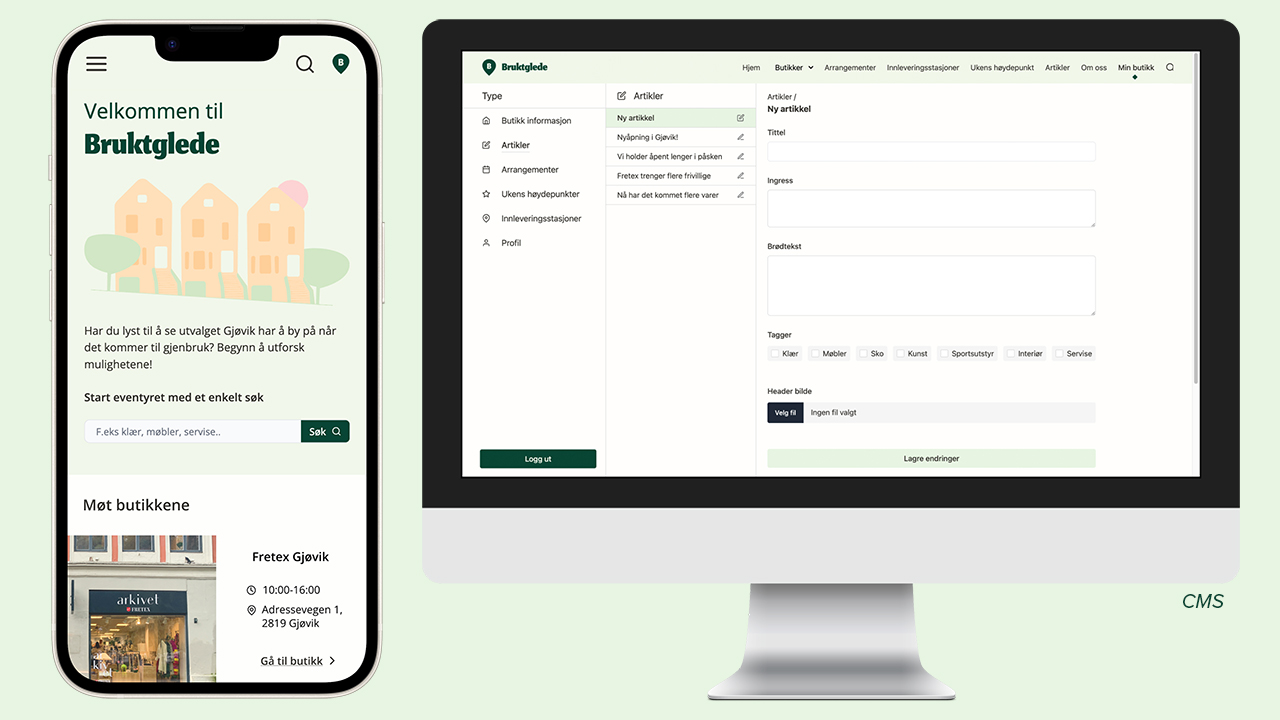 B
Velkommen til
Bruktglede
Har du lyst til å se utvalget Gjøvik har å by på når
det kommer til gjenbruk? Begynn å utforsk
mulighetene!
Start eventyret med et enkelt søk
F.eks klær, møbler, servise..
Søk
Møt butikkene
arkivet
FRETEX
Fretex Gjøvik
10:00-16:00
Adressevegen 1,
2819 Gjøvik
Gå til butikk
B Bruktglede
Hjem Butikker Arrangementer Innleveringsstasjoner Ukens høydepunkt Artikler Om oss Min butikk
Type
Butikk informasjon
Artikler
Arrangementer
Ukens høydepunkter
Innleveringsstasjoner
Profil
Logg ut
Artikler
Ny artikkel
Nyåpning i Gjøvik!
Vi holder åpent lenger i påsken
Fretex trenger flere frivillige
Nå har det kommet flere varer
Artikler /
Ny artikkel
Tittel
Ingress
Brødtekst
Tagger
Klær Møbler Sko Kunst Sportsutstyr Interiør Servise
Header bilde
Velg fil Ingen fil valgt
Lagre endringer
CMS